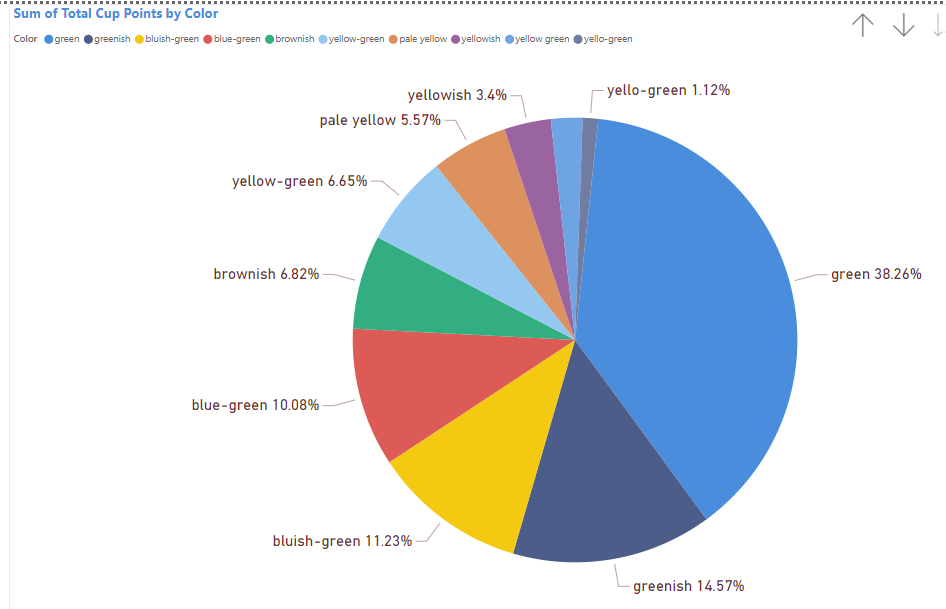 Sum of Total Cup Points by Color
Color green greenish bluish-green blue-green brownish yellow-green pale yellow yellowish yellow green yello-green
yellowish 3.4%
yello-green 1.12%
pale yellow 5.57%
yellow-green 6.65%
brownish 6.82%
green 38.26%
blue-green 10.08%
bluish-green 11.23%
greenish 14.57%